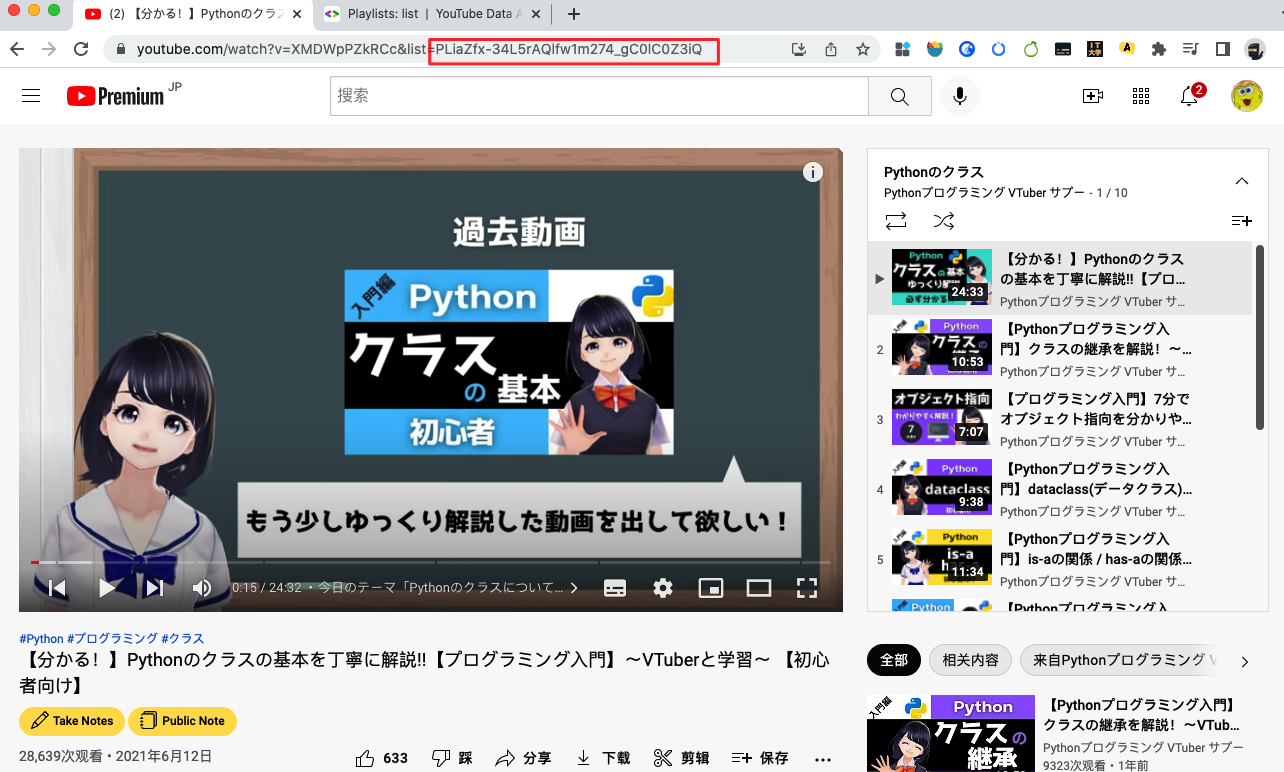 (2) 【分かる！】Pythonのクラス
Playlists: list | YouTube Data A
youtube.com/watch?v=XMDWpPZkRCc&list=PLiaZfx-34L5rAQlfw1m274_gC0lC0Z3iQ
Premium JP
搜索
2
過去動画
入門編
Python
クラス
の基本
初心者
もう少しゆっくり解説した動画を出して欲しい！
0:15 / 24:32 • 今日のテーマ「Pythonのクラスについて...
#Python #プログラミング #クラス
【分かる！】Pythonのクラスの基本を丁寧に解説!!【プログラミング入門】～VTuberと学習～ 【初心
者向け】
Take Notes
Public Note
28,639次观看 • 2021年6月12日
633
踩
分享
下载
剪辑
保存
Pythonのクラス
Pythonプログラミング VTuber サプー - 1 / 10
Python
クラスの基本
ゆっくり解
必ず分かる
24:33
【分かる！】Pythonのクラス
の基本を丁寧に解説!!【プロ...
Pythonプログラミング VTuber サ...
2
Python
クラスの
10:53
【Pythonプログラミング入
門】クラスの継承を解説！～...
Pythonプログラミング VTuber サ...
3
オブジェクト指向
わかりやすく解説！
7
min
7:07
【プログラミング入門】7分で
オブジェクト指向を分かりや...
Pythonプログラミング VTuber サ...
4
Python
dataclass
9:38
【Pythonプログラミング入
門】dataclass(データクラス)...
Pythonプログラミング VTuber サ...
5
Python
is-a
11:34
【Pythonプログラミング入
門】is-aの関係 / has-aの関係...
Pythonプログラミング VTuber サ...
Python
【Pythonプログラミング入
全部
相关内容
来自Pythonプログラミング V
入門編
Python
クラスの
継承
【Pythonプログラミング入門】
クラスの継承を解説！～VTub...
Pythonプログラミング VTuber サプー
9323次观看 • 1年前